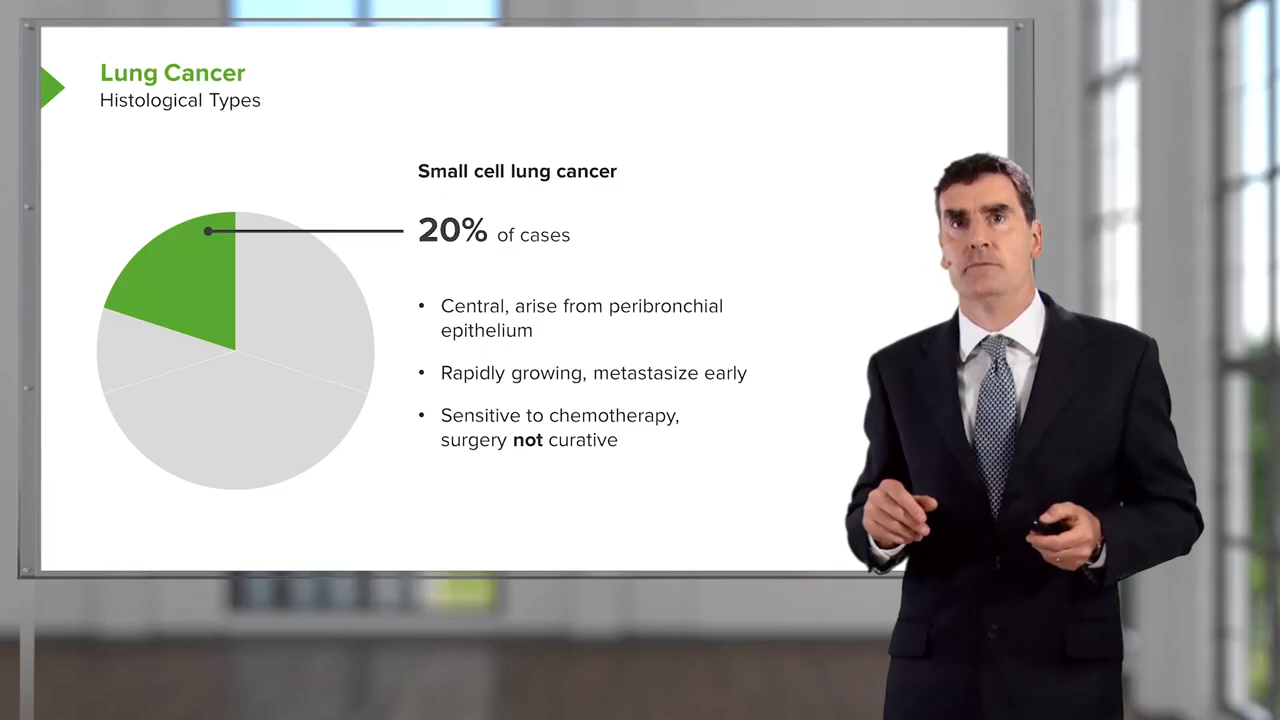 Lung Cancer
Histological Types
Small cell lung cancer
20% of cases
• Central, arise from peribronchial
epithelium
• Rapidly growing, metastasize early
• Sensitive to chemotherapy,
surgery not curative